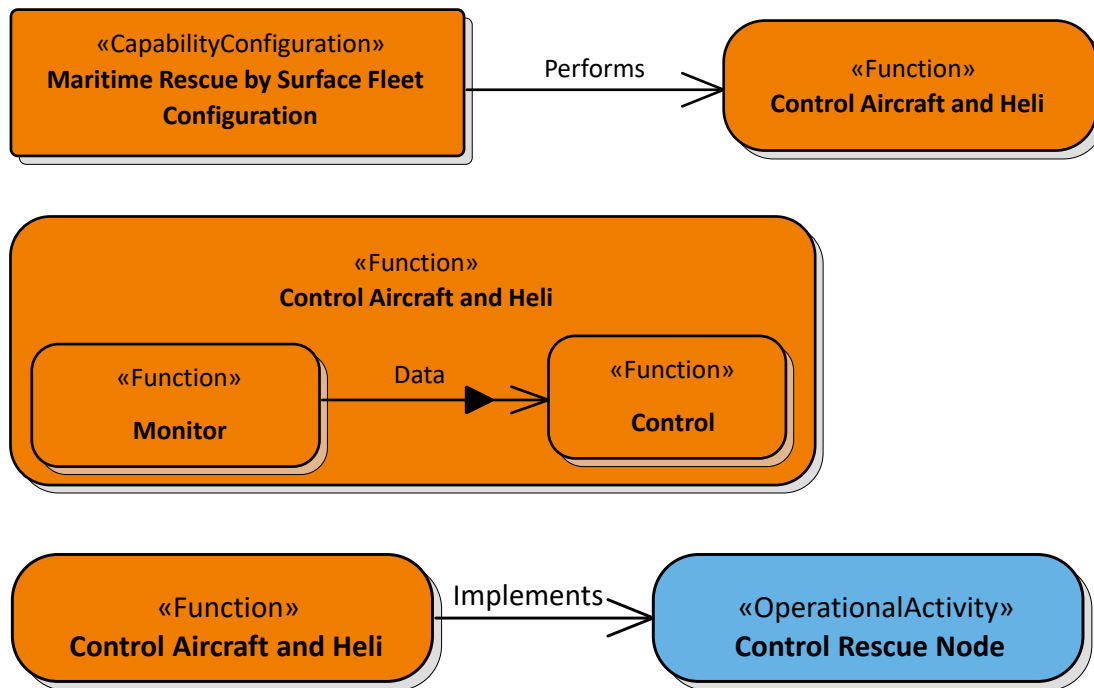 «CapabilityConfiguration»
Maritime Rescue by Surface Fleet
Configuration
Performs
«Function»
Control Aircraft and Heli
«Function»
Control Aircraft and Heli
«Function»
Monitor
Data
«Function»
Control
«Function»
Control Aircraft and Heli
Implements
«OperationalActivity»
Control Rescue Node